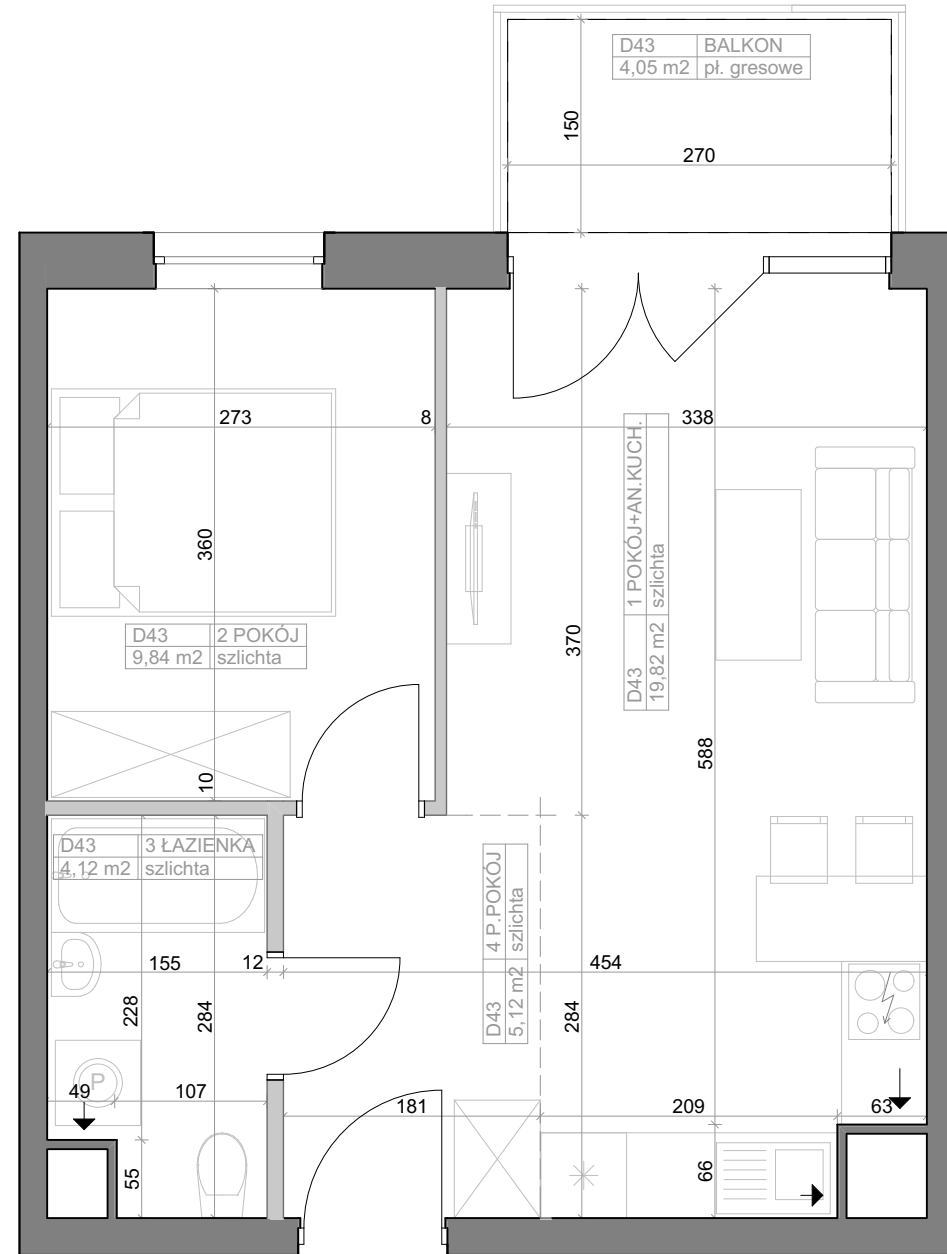 D43 BALKON
4,05 m2 pł. gresowe
150
270
273
8
338
360
D43 1 POKÓJ+AN.KUCH.
19,82 m2 szlichta
D43 2 POKÓJ
9,84 m2 szlichta
370
588
10
D43 3 ŁAZIENKA
4,12 m2 szlichta
D43 4 P.POKÓJ
5,12 m2 szlichta
155
12
454
228
284
284
P
49
107
181
209
63
55
66